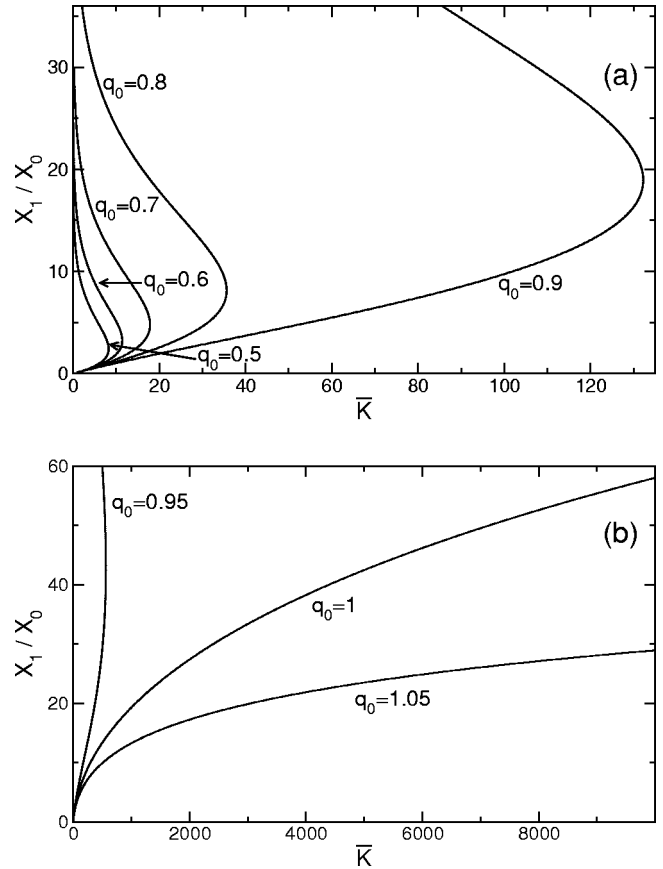 (a)
30
20
10
0
X₁ / X₀
q₀=0.8
q₀=0.7
q₀=0.6
q₀=0.5
q₀=0.9
0 20 40 60 80 100 120
K̅
(b)
60
40
20
0
X₁ / X₀
q₀=0.95
q₀=1
q₀=1.05
0 2000 4000 6000 8000
K̅